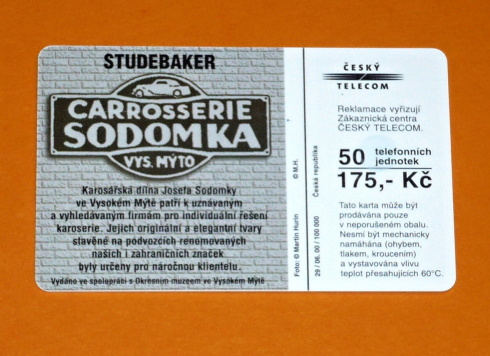 STUDEBAKER
CARROSSERIE
SODOMKA
VYS. MÝTO
Karosářská dílna Josefa Sodomky
ve Vysokém Mýtě patří k uznávaným
a vyhledávaným firmám pro individuální řešení
karoserie. Jejich originální a elegantní tvary
stavěné na podvozcích renomovaných
našich i zahraničních značek
byly určeny pro náročnou klientelu.
Vydáno ve spolupráci s Okresním muzeem ve Vysokém Mýtě
Foto: © Martin Hurin © M.H.
29 / 06. 00 / 100 000 Česká republika
ČESKÝ
TELECOM
Reklamace vyřizují
Zákaznická centra
ČESKÝ TELECOM.
50 telefonních
jednotek
175,- Kč
Tato karta může být
prodávána pouze
v neporušeném obalu.
Nesmí být mechanicky
namáhána (ohybem,
tlakem, kroucením)
a vystavována vlivu
teplot přesahujících 60°C.